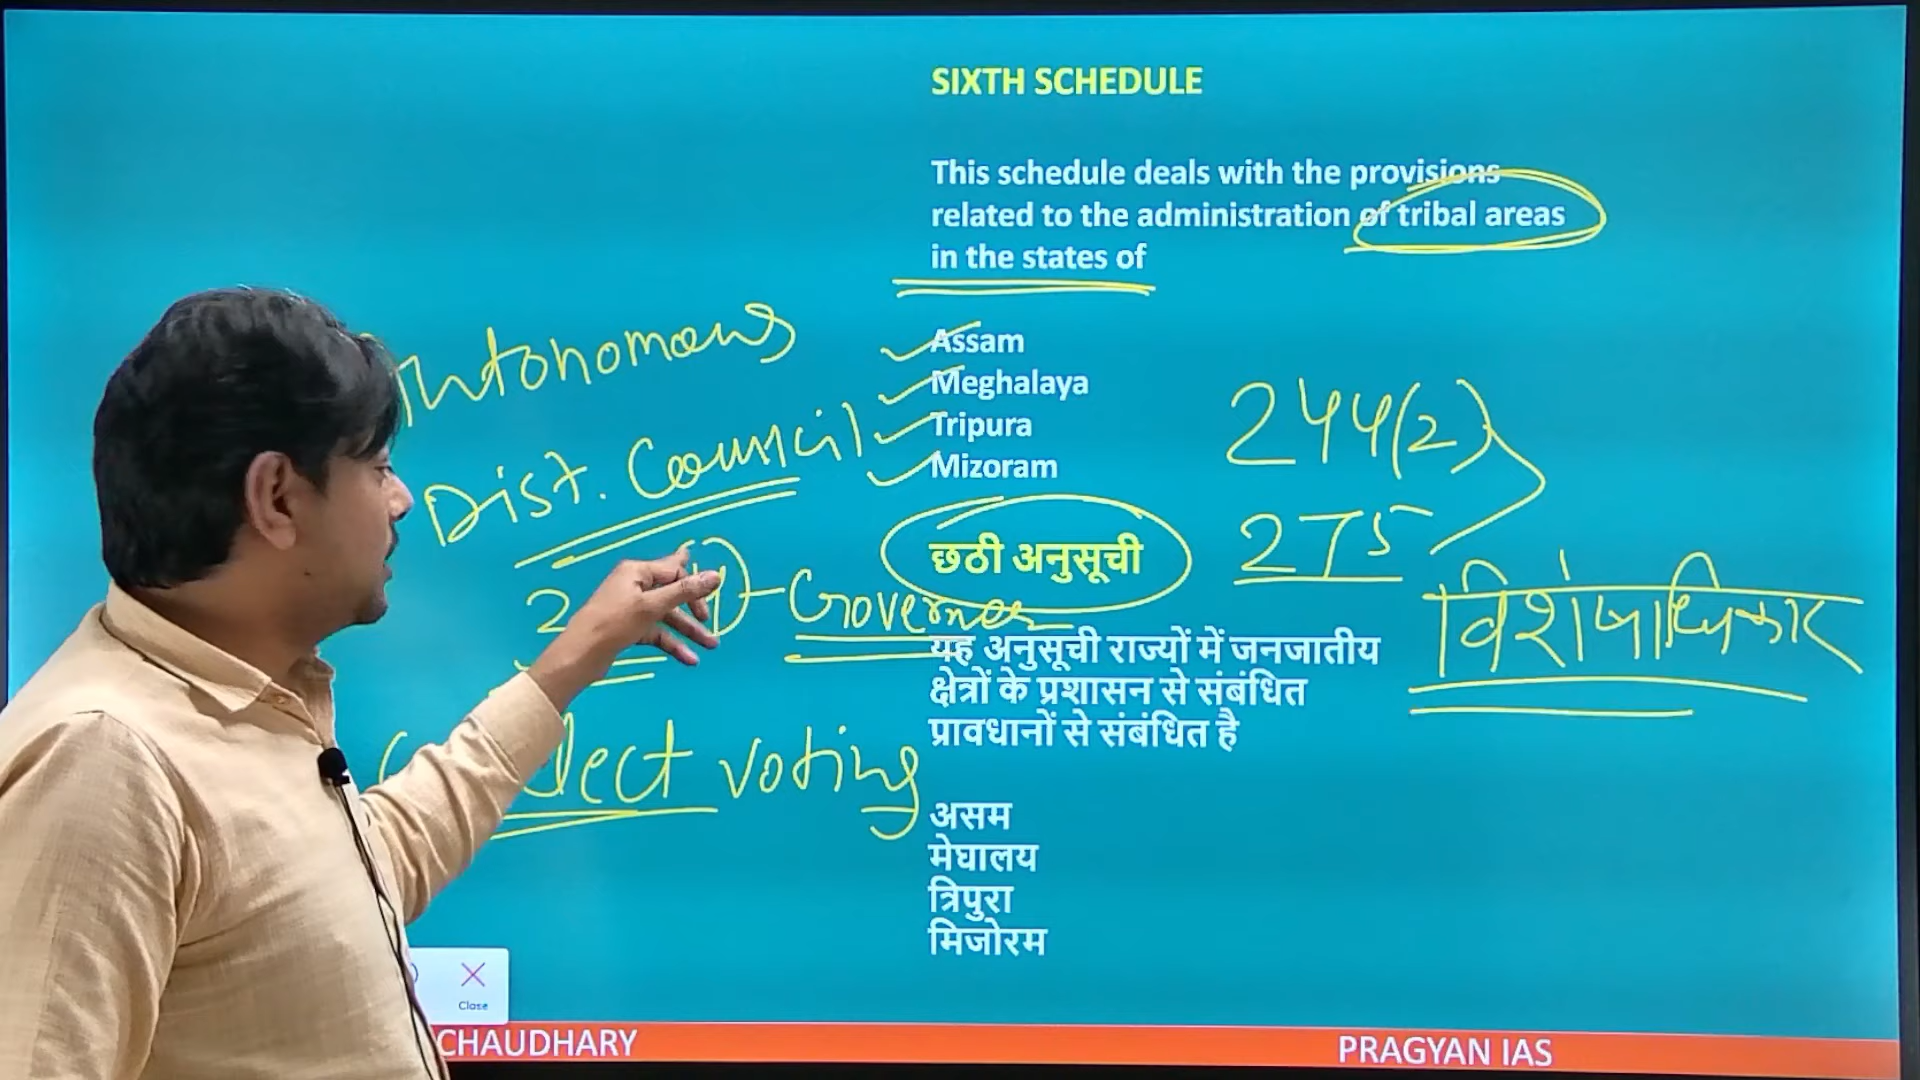 SIXTH SCHEDULE
This schedule deals with the provisions
related to the administration of tribal areas
in the states of
Assam
Meghalaya
Tripura
Mizoram
Autonomous
Dist. Council
244(2)
275
विशेषाधिकार
छठी अनुसूची
2
Governor
यह अनुसूची राज्यों में जनजातीय
क्षेत्रों के प्रशासन से संबंधित
प्रावधानों से संबंधित है
voting
असम
मेघालय
त्रिपुरा
मिजोरम
Close
CHAUDHARY
PRAGYAN IAS